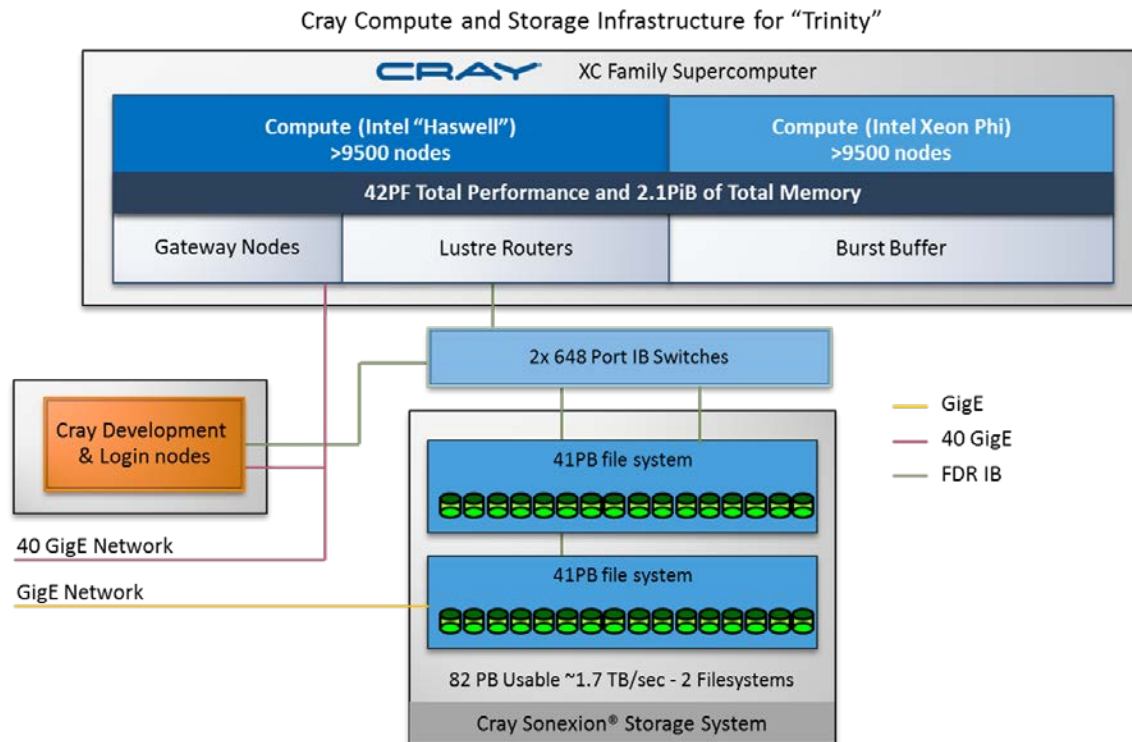 Cray Compute and Storage Infrastructure for “Trinity”
CRAY XC Family Supercomputer
Compute (Intel “Haswell”)
>9500 nodes
Compute (Intel Xeon Phi)
>9500 nodes
42PF Total Performance and 2.1PiB of Total Memory
Gateway Nodes
Lustre Routers
Burst Buffer
2x 648 Port IB Switches
Cray Development
& Login nodes
GigE
40 GigE
FDR IB
41PB file system
40 GigE Network
41PB file system
GigE Network
82 PB Usable ~1.7 TB/sec - 2 Filesystems
Cray Sonexion® Storage System